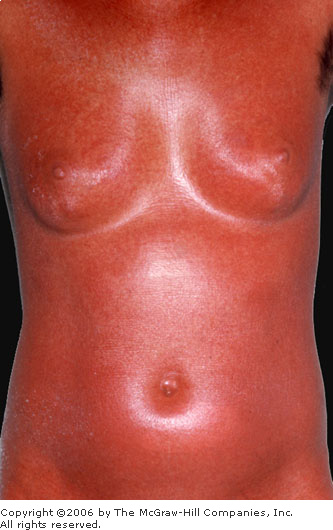 Copyright ©2006 by The McGraw-Hill Companies, Inc.
All rights reserved.